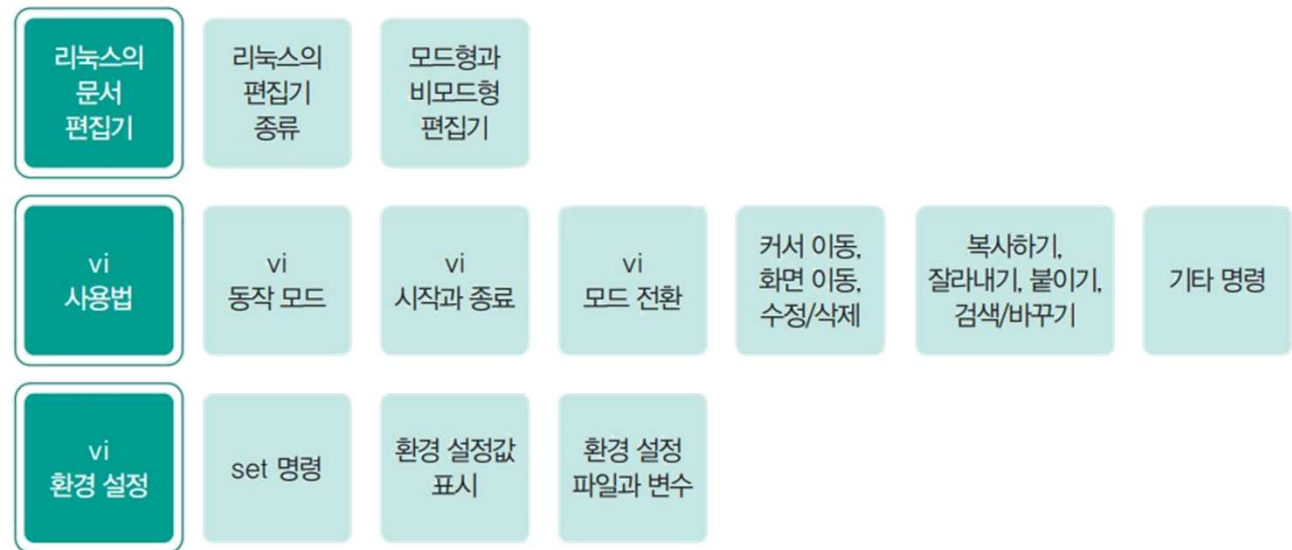 리눅스의
문서
편집기
리눅스의
편집기
종류
모드형과
비모드형
편집기
vi
사용법
vi
동작 모드
vi
시작과 종료
vi
모드 전환
커서 이동,
화면 이동,
수정/삭제
복사하기,
잘라내기, 붙이기,
검색/바꾸기
기타 명령
vi
환경 설정
set 명령
환경 설정값
표시
환경 설정
파일과 변수